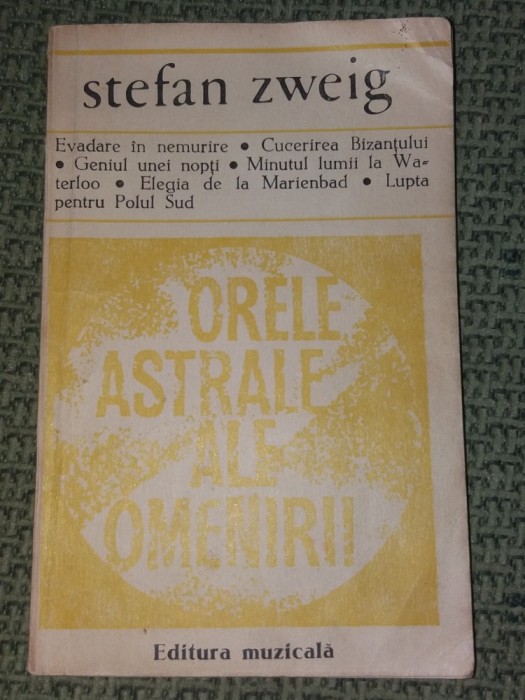 stefan zweig
Evadare în nemurire • Cucerirea Bizanțului
• Geniul unei nopți • Minutul lumii la Wa-
terloo • Elegia de la Marienbad • Lupta
pentru Polul Sud
ORELE
ASTRALE
ALE
OMENIRII
Editura muzicală